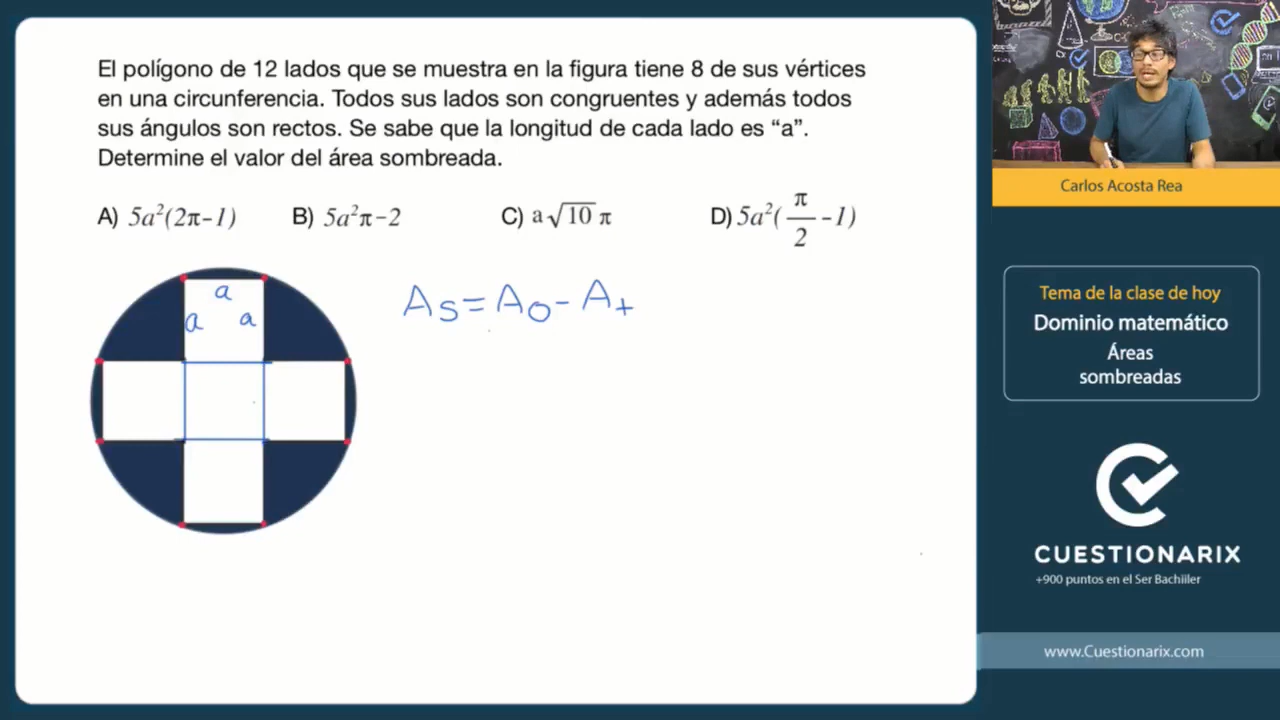 El polígono de 12 lados que se muestra en la figura tiene 8 de sus vértices
en una circunferencia. Todos sus lados son congruentes y además todos
sus ángulos son rectos. Se sabe que la longitud de cada lado es “a”.
Determine el valor del área sombreada.
A) 5a²(2π-1) B) 5a²π-2 C) a√10 π D) 5a²(π/2 -1)
a
a a
As = A○ - A+
Carlos Acosta Rea
Tema de la clase de hoy
Dominio matemático
Áreas
sombreadas
CUESTIONARIX
+900 puntos en el Ser Bachiiler
www.Cuestionarix.com